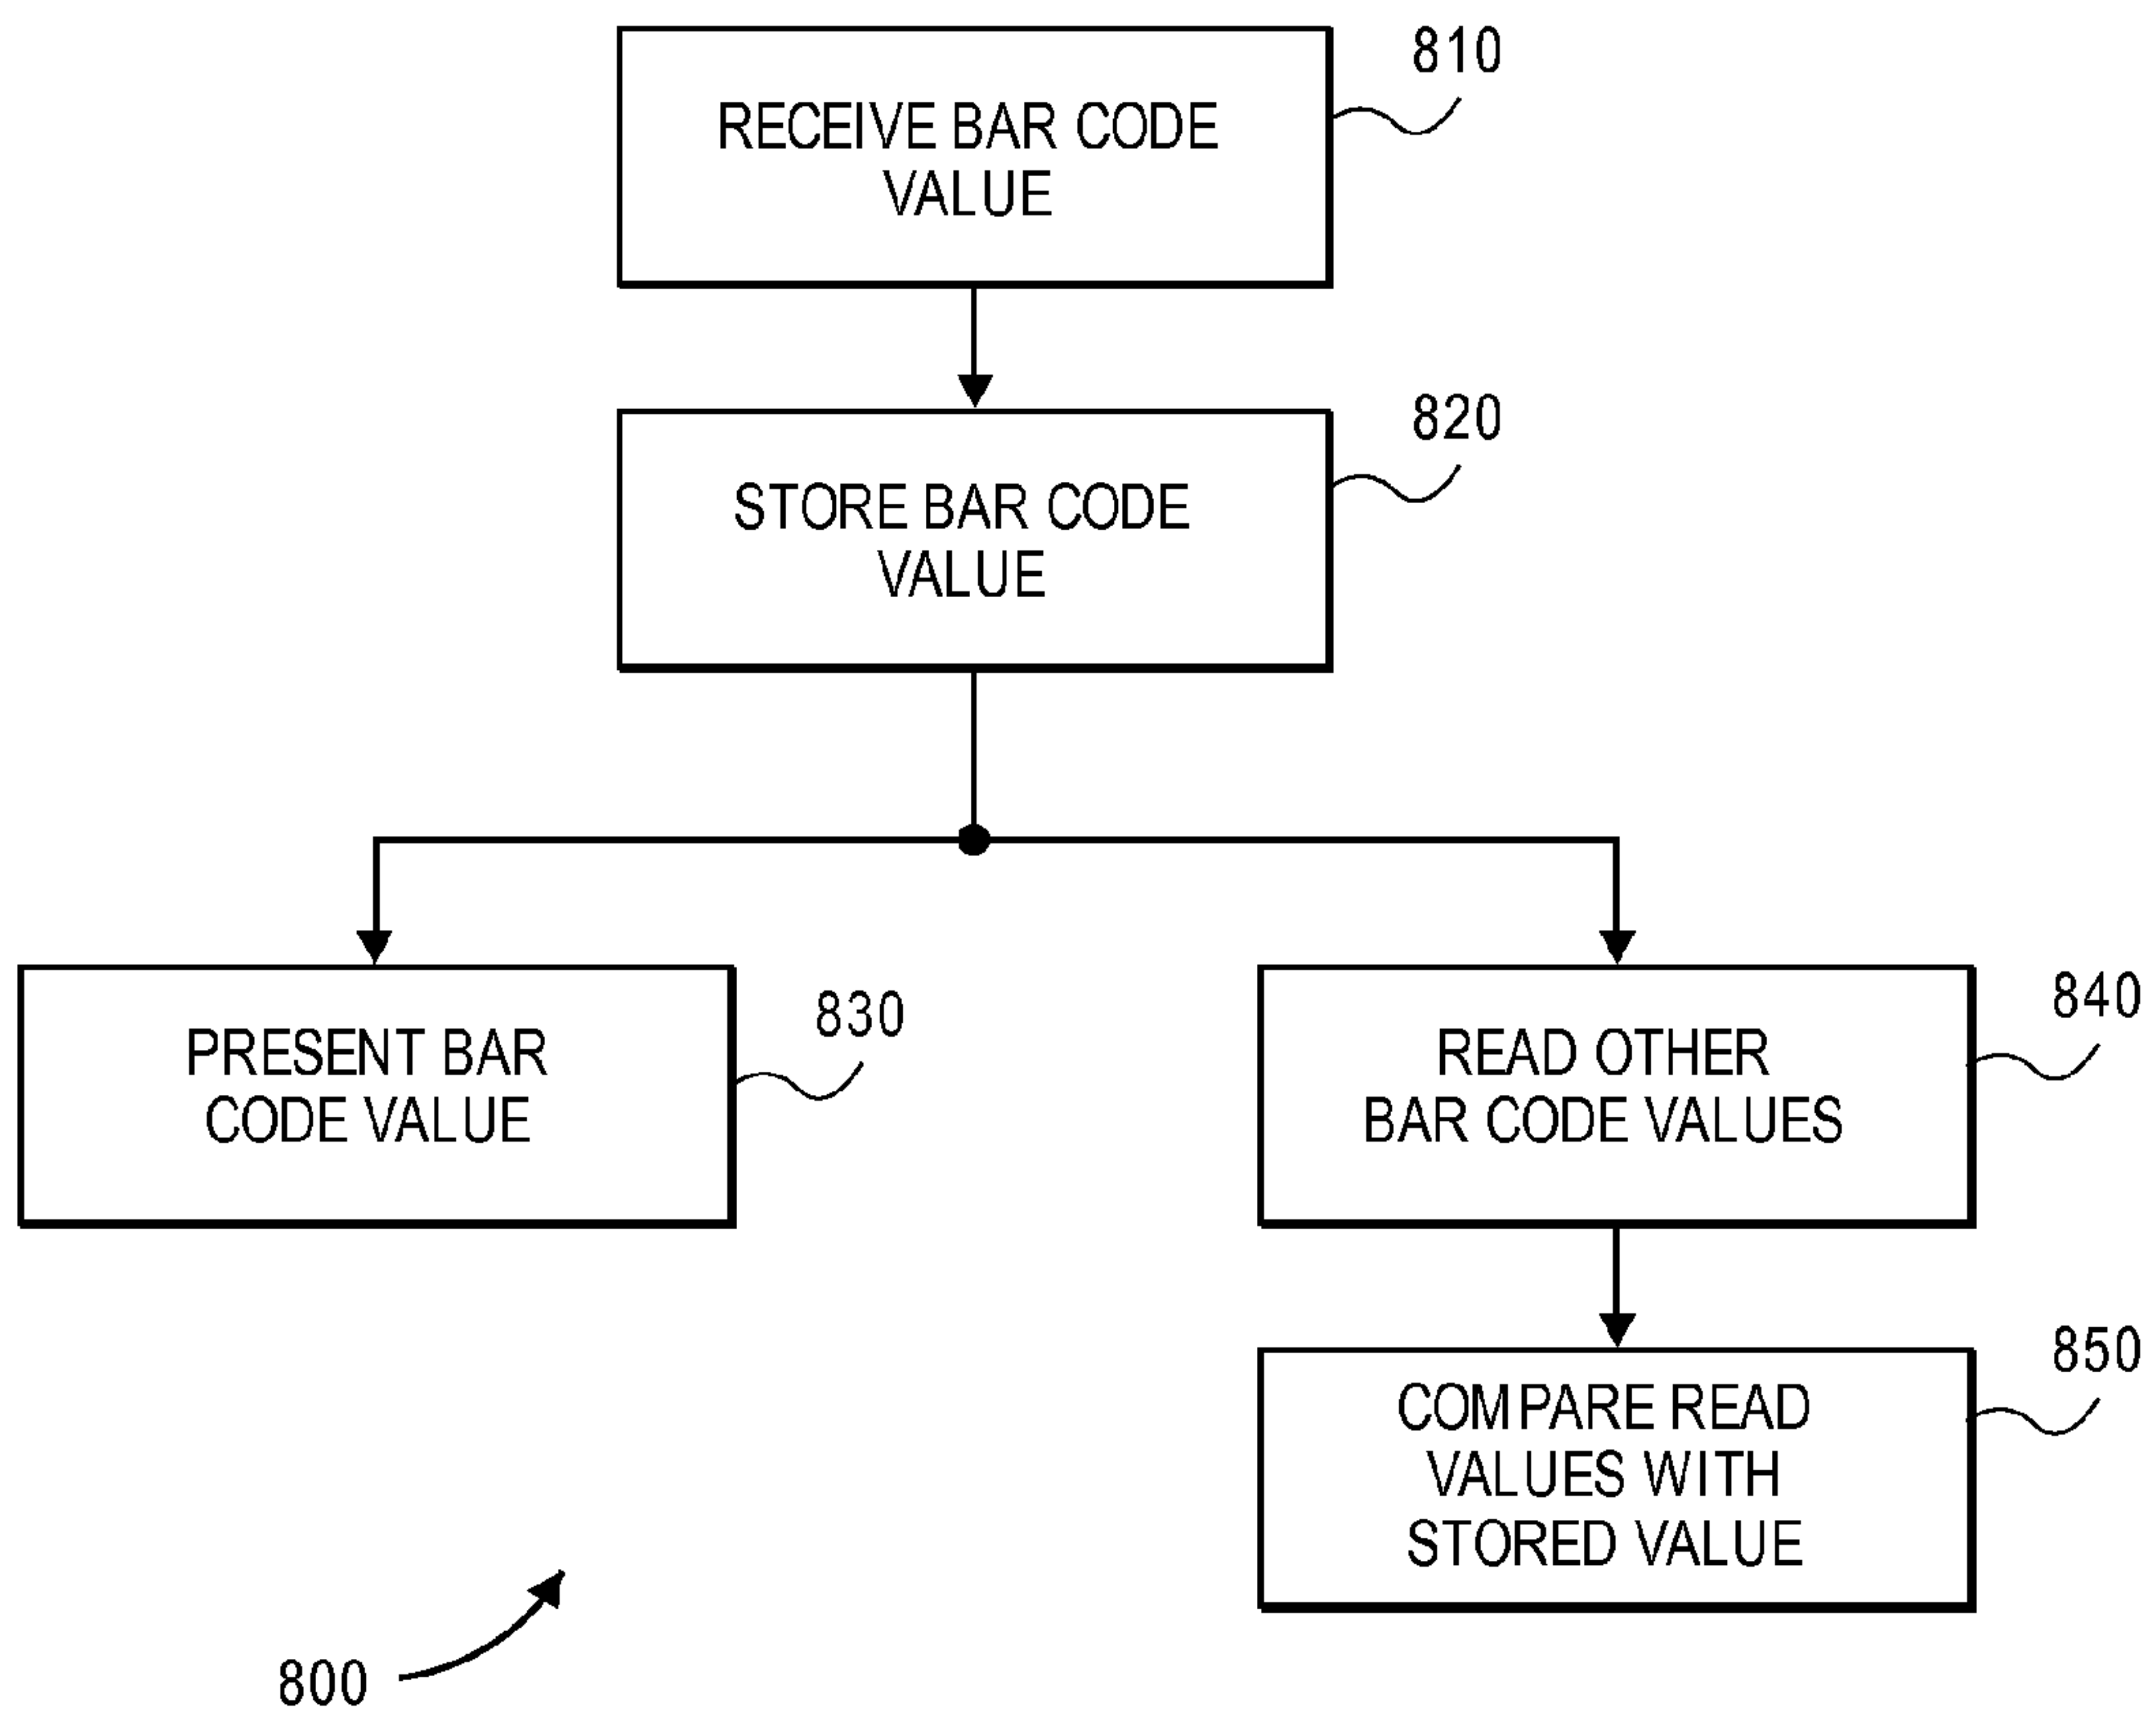 810
RECEIVE BAR CODE
VALUE
820
STORE BAR CODE
VALUE
830
PRESENT BAR
CODE VALUE
840
READ OTHER
BAR CODE VALUES
850
COMPARE READ
VALUES WITH
STORED VALUE
800